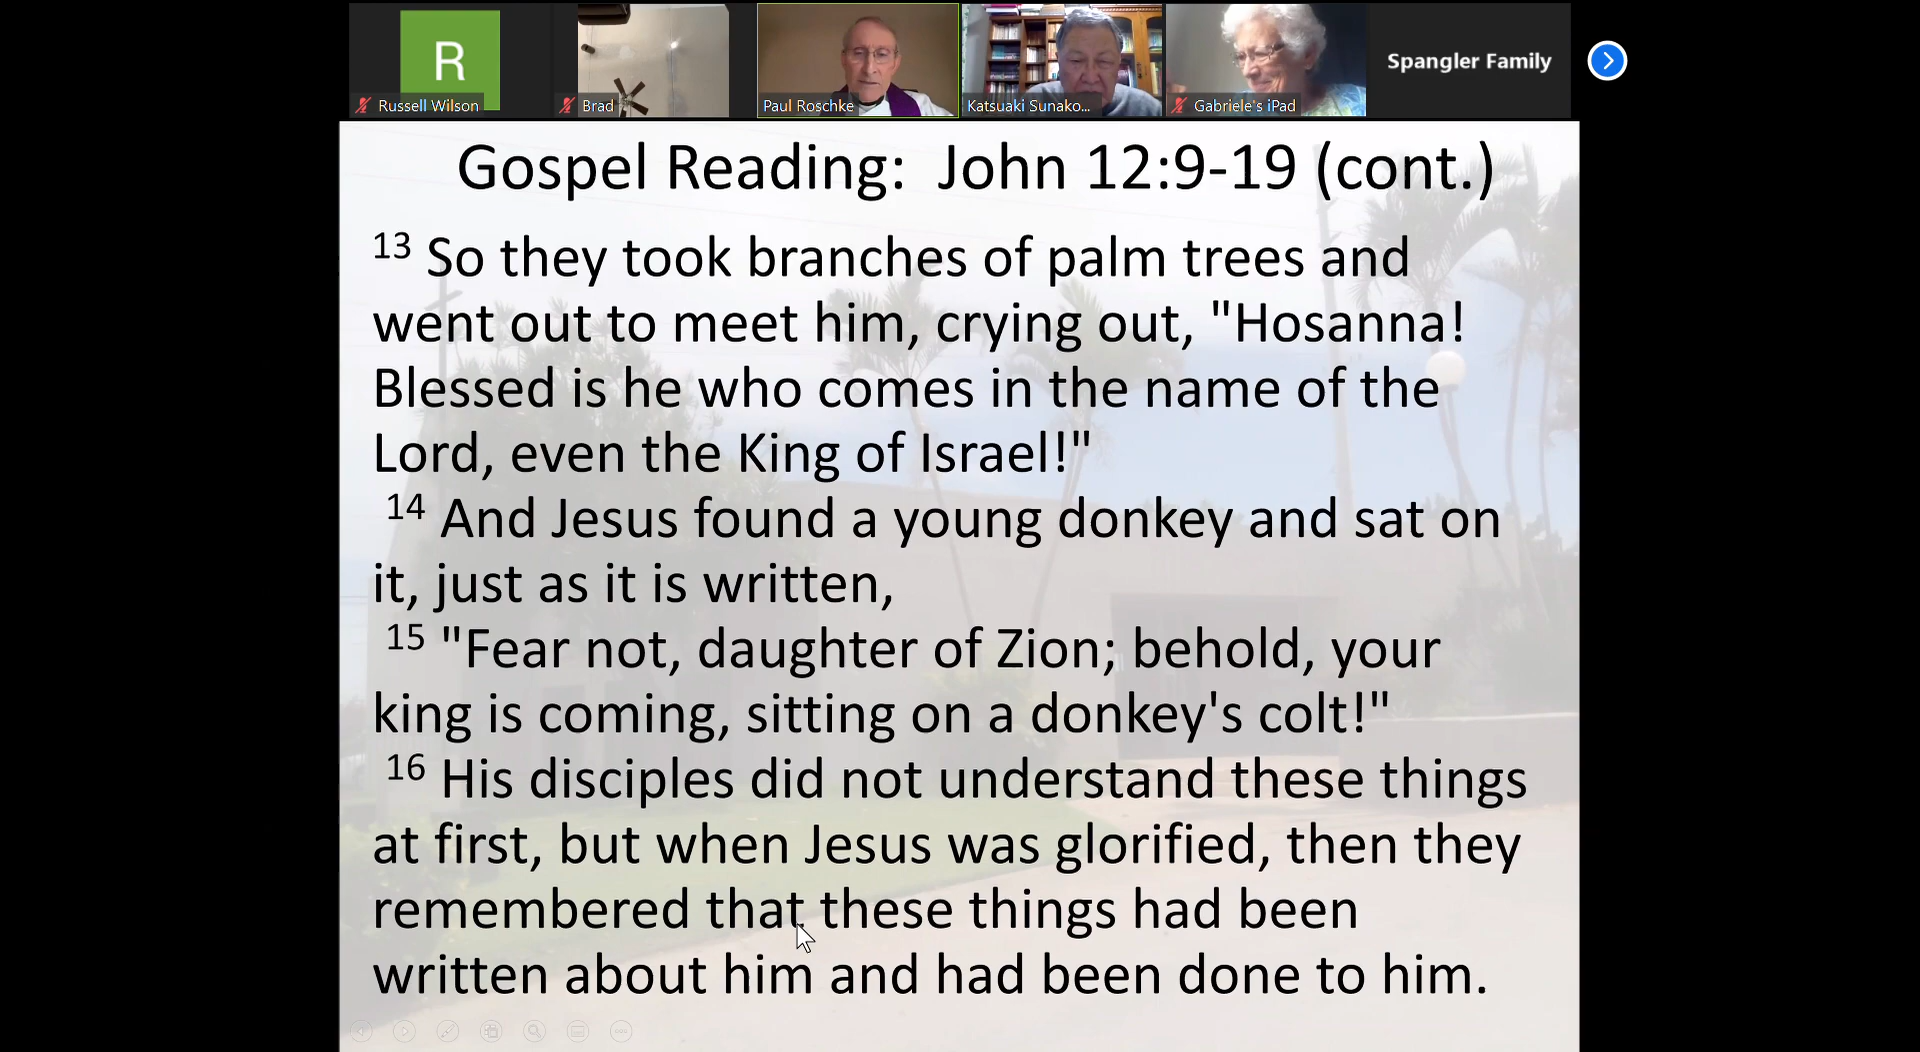 R
Russell Wilson
Brad
Paul Roschke
Katsuaki Sunako...
Gabriele's iPad
Spangler Family
Gospel Reading:  John 12:9-19 (cont.)
13 So they took branches of palm trees and
went out to meet him, crying out, "Hosanna!
Blessed is he who comes in the name of the
Lord, even the King of Israel!"
14 And Jesus found a young donkey and sat on
it, just as it is written,
15 "Fear not, daughter of Zion; behold, your
king is coming, sitting on a donkey's colt!"
16 His disciples did not understand these things
at first, but when Jesus was glorified, then they
remembered that these things had been
written about him and had been done to him.